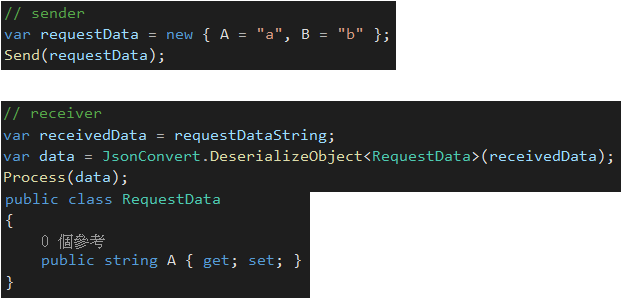 // sender
var requestData = new { A = "a", B = "b" };
Send(requestData);
// receiver
var receivedData = requestDataString;
var data = JsonConvert.DeserializeObject<RequestData>(receivedData);
Process(data);
public class RequestData
{
0 個參考
public string A { get; set; }
}